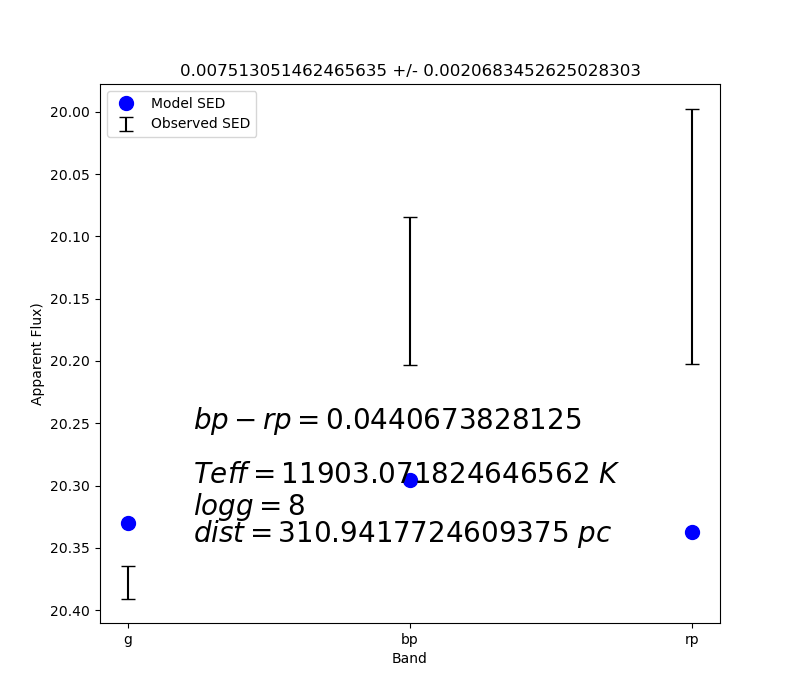 0.007513051462465635 +/- 0.0020683452625028303
Model SED
Observed SED
20.00
20.05
20.10
20.15
20.20
20.25
20.30
20.35
20.40
Apparent Flux)
bp − rp = 0.0440673828125
Teff = 11903.071824646562 K
logg = 8
dist = 310.9417724609375 pc
g
bp
rp
Band